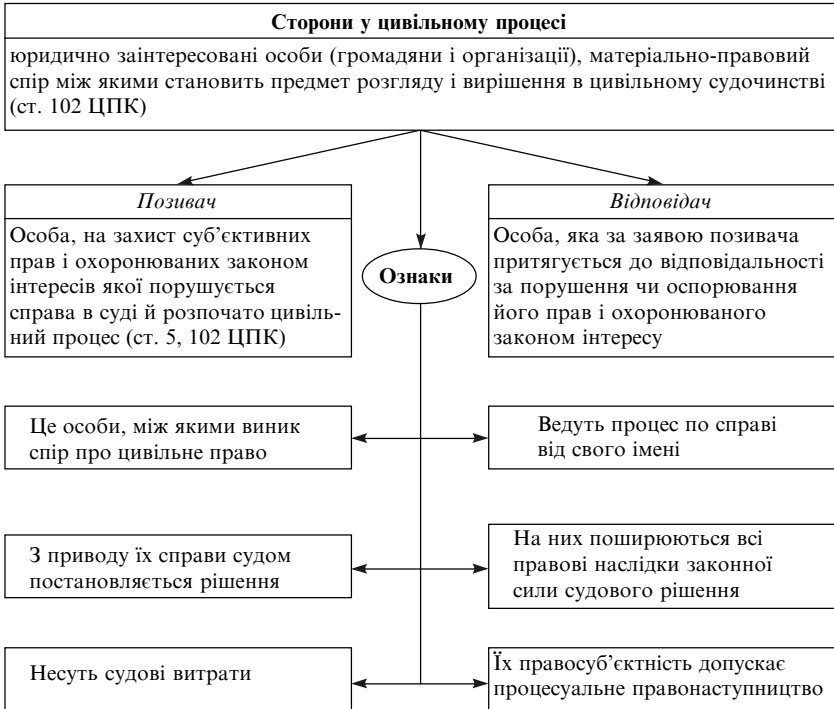 Сторони у цивільному процесі
юридично заінтересовані особи (громадяни і організації), матеріально-правовий
спір між якими становить предмет розгляду і вирішення в цивільному судочинстві
(ст. 102 ЦПК)
Позивач
Особа, на захист суб’єктивних
прав і охоронюваних законом
інтересів якої порушується
справа в суді й розпочато цивіль-
ний процес (ст. 5, 102 ЦПК)
Ознаки
Відповідач
Особа, яка за заявою позивача
притягується до відповідальності
за порушення чи оспорювання
його прав і охоронюваного
законом інтересу
Це особи, між якими виник
спір про цивільне право
Ведуть процес по справі
від свого імені
З приводу їх справи судом
постановляється рішення
На них поширюються всі
правові наслідки законної
сили судового рішення
Несуть судові витрати
Їх правосуб’єктність допускає
процесуальне правонаступництво